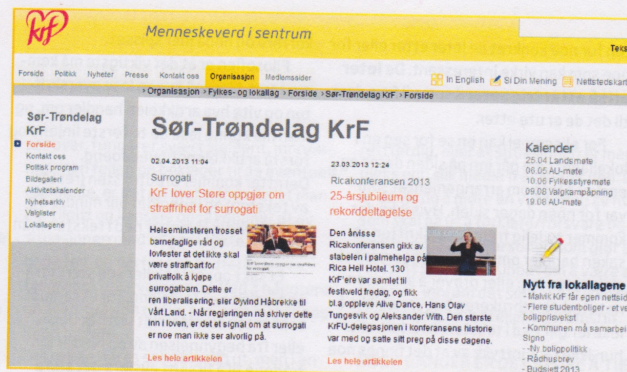 KrF
Menneskeverd i sentrum
Forside Politikk Nyheter Presse Kontakt oss Organisasjon Medlemssider
In English Si Din Mening Nettstedskart
› Organisasjon › Fylkes- og lokallag › Forside › Sør-Trøndelag KrF › Forside
Sør-Trøndelag
KrF
Forside
Kontakt oss
Politisk program
Bildegalleri
Aktivitetskalender
Nyhetsarkiv
Valglister
Lokallagene
Sør-Trøndelag KrF
02.04 2013 11:04
Surrogati
KrF lover Støre oppgjør om
straffrihet for surrogati
Helseministeren trosset
barnefaglige råd og
lovfester at det ikke skal
være straffbart for
privatfolk å kjøpe
surrogatbarn. Dette er
ren liberalisering, sier Øyvind Håbrekke til
Vårt Land. - Når regjeringen nå skriver dette
inn i loven, er det et signal om at surrogati
er noe man ikke ser alvorlig på.
Les hele artikkelen
23.03 2013 12:24
Ricakonferansen 2013
25-årsjubileum og
rekorddeltagelse
Den årvisse
Ricakonferansen gikk av
stabelen i palmehelga på
Rica Hell Hotel. 130
KrF'ere var samlet til
festkveld fredag, og fikk
bl.a oppleve Alive Dance, Hans Olav
Tungesvik og Aleksander With. Den største
KrFU-delegasjonen i konferansens historie
var med og satte sitt preg på disse dagene.
Les hele artikkelen
Kalender
25.04 Landsmøte
06.05 AU-møte
10.06 Fylkesstyremøte
09.08 Valgkampåpning
19.08 AU-møte
Nytt fra lokallagene
- Malvik KrF får egen nettsid
- Flere studentboliger - et ve
boligprisvekst
- Kommunen må samarbei
Signo
-Ny boligpolitikk
- Rådhusbrev
- Budsjett 2013